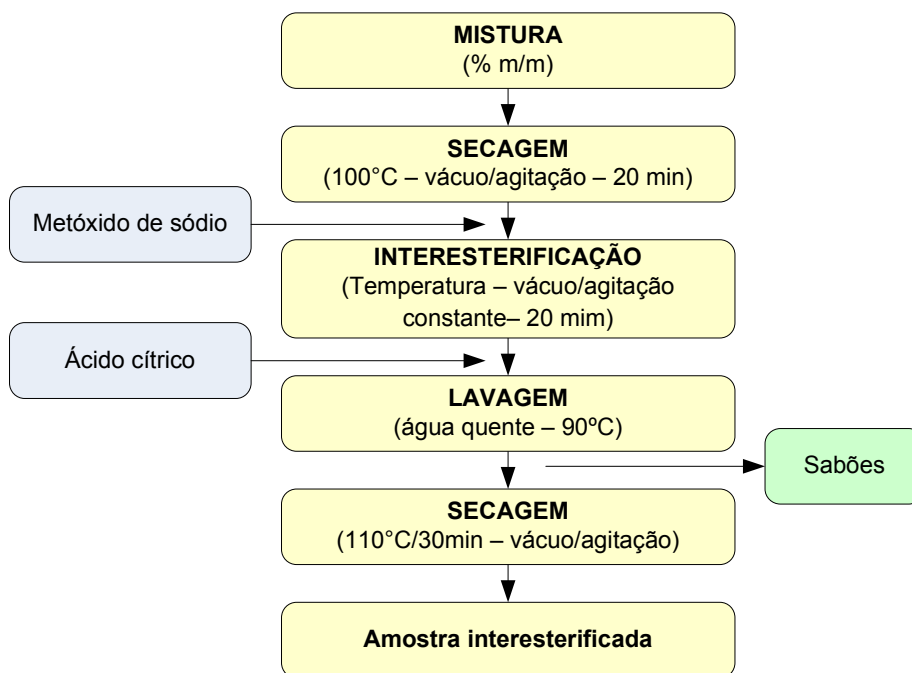 MISTURA
(% m/m)
SECAGEM
(100°C – vácuo/agitação – 20 min)
Metóxido de sódio
INTERESTERIFICAÇÃO
(Temperatura – vácuo/agitação
constante– 20 mim)
Ácido cítrico
LAVAGEM
(água quente – 90ºC)
Sabões
SECAGEM
(110°C/30min – vácuo/agitação)
Amostra interesterificada